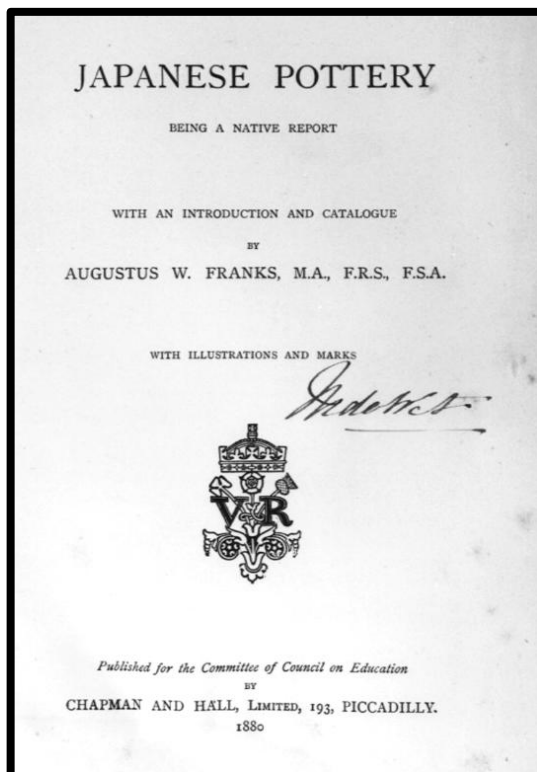 JAPANESE POTTERY
BEING A NATIVE REPORT
WITH AN INTRODUCTION AND CATALOGUE
BY
AUGUSTUS W. FRANKS, M.A., F.R.S., F.S.A.
WITH ILLUSTRATIONS AND MARKS
V R
Published for the Committee of Council on Education
BY
CHAPMAN AND HALL, LIMITED, 193, PICCADILLY.
1880